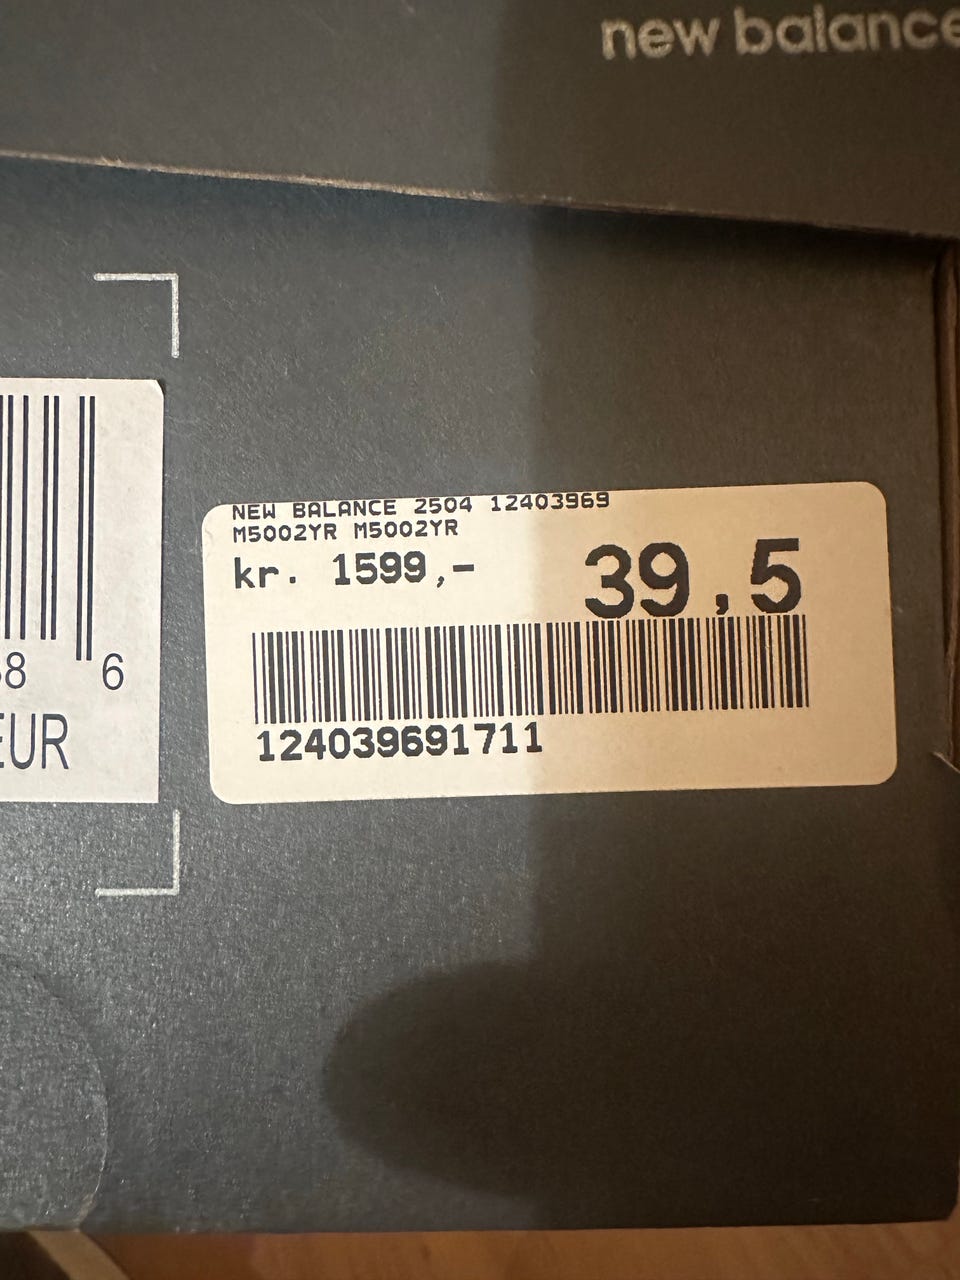 new balance
NEW BALANCE 2504 12403969
M5002YR M5002YR
kr. 1599,-
39,5
124039691711
8 6
EUR